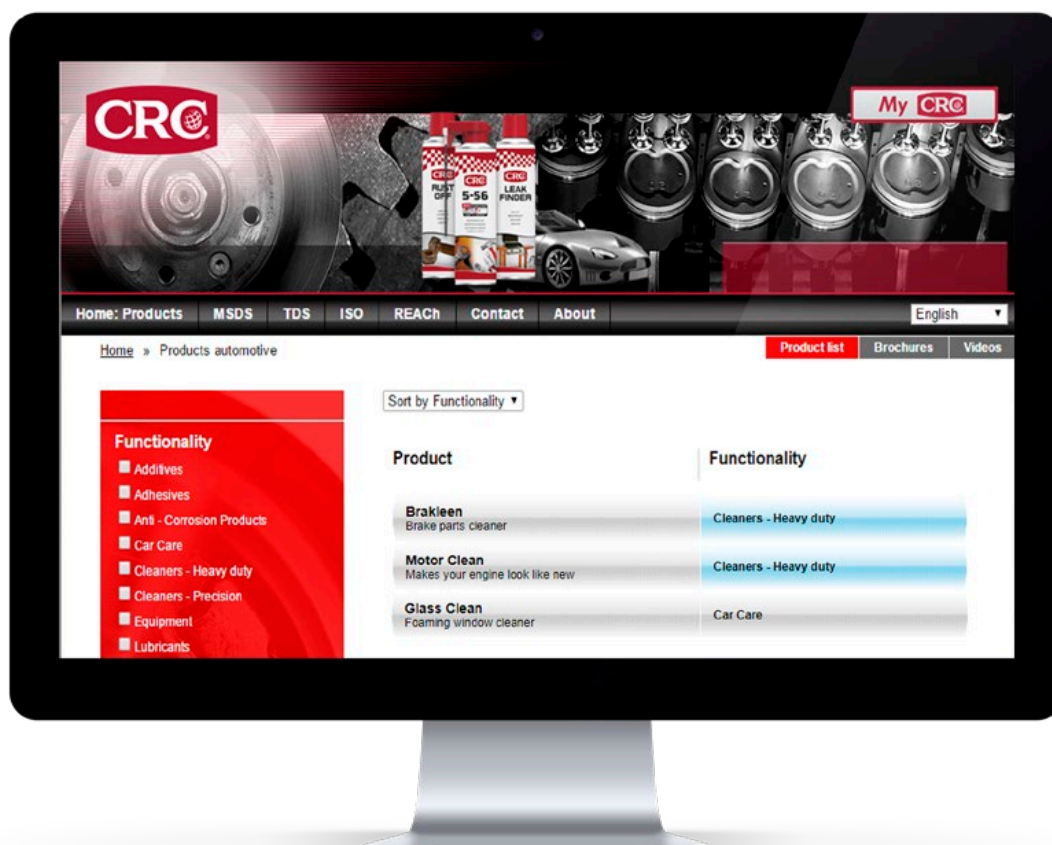 CRC
My CRC
CRC
RUST
OFF
CRC
5-56
CRC
LEAK
FINDER
Home: Products MSDS TDS ISO REACh Contact About English
Home » Products automotive Product list Brochures Videos
Sort by Functionality
Functionality
Additives
Adhesives
Anti - Corrosion Products
Car Care
Cleaners - Heavy duty
Cleaners - Precision
Equipment
Lubricants
Product Functionality
Brakleen
Brake parts cleaner
Cleaners - Heavy duty
Motor Clean
Makes your engine look like new
Cleaners - Heavy duty
Glass Clean
Foaming window cleaner
Car Care